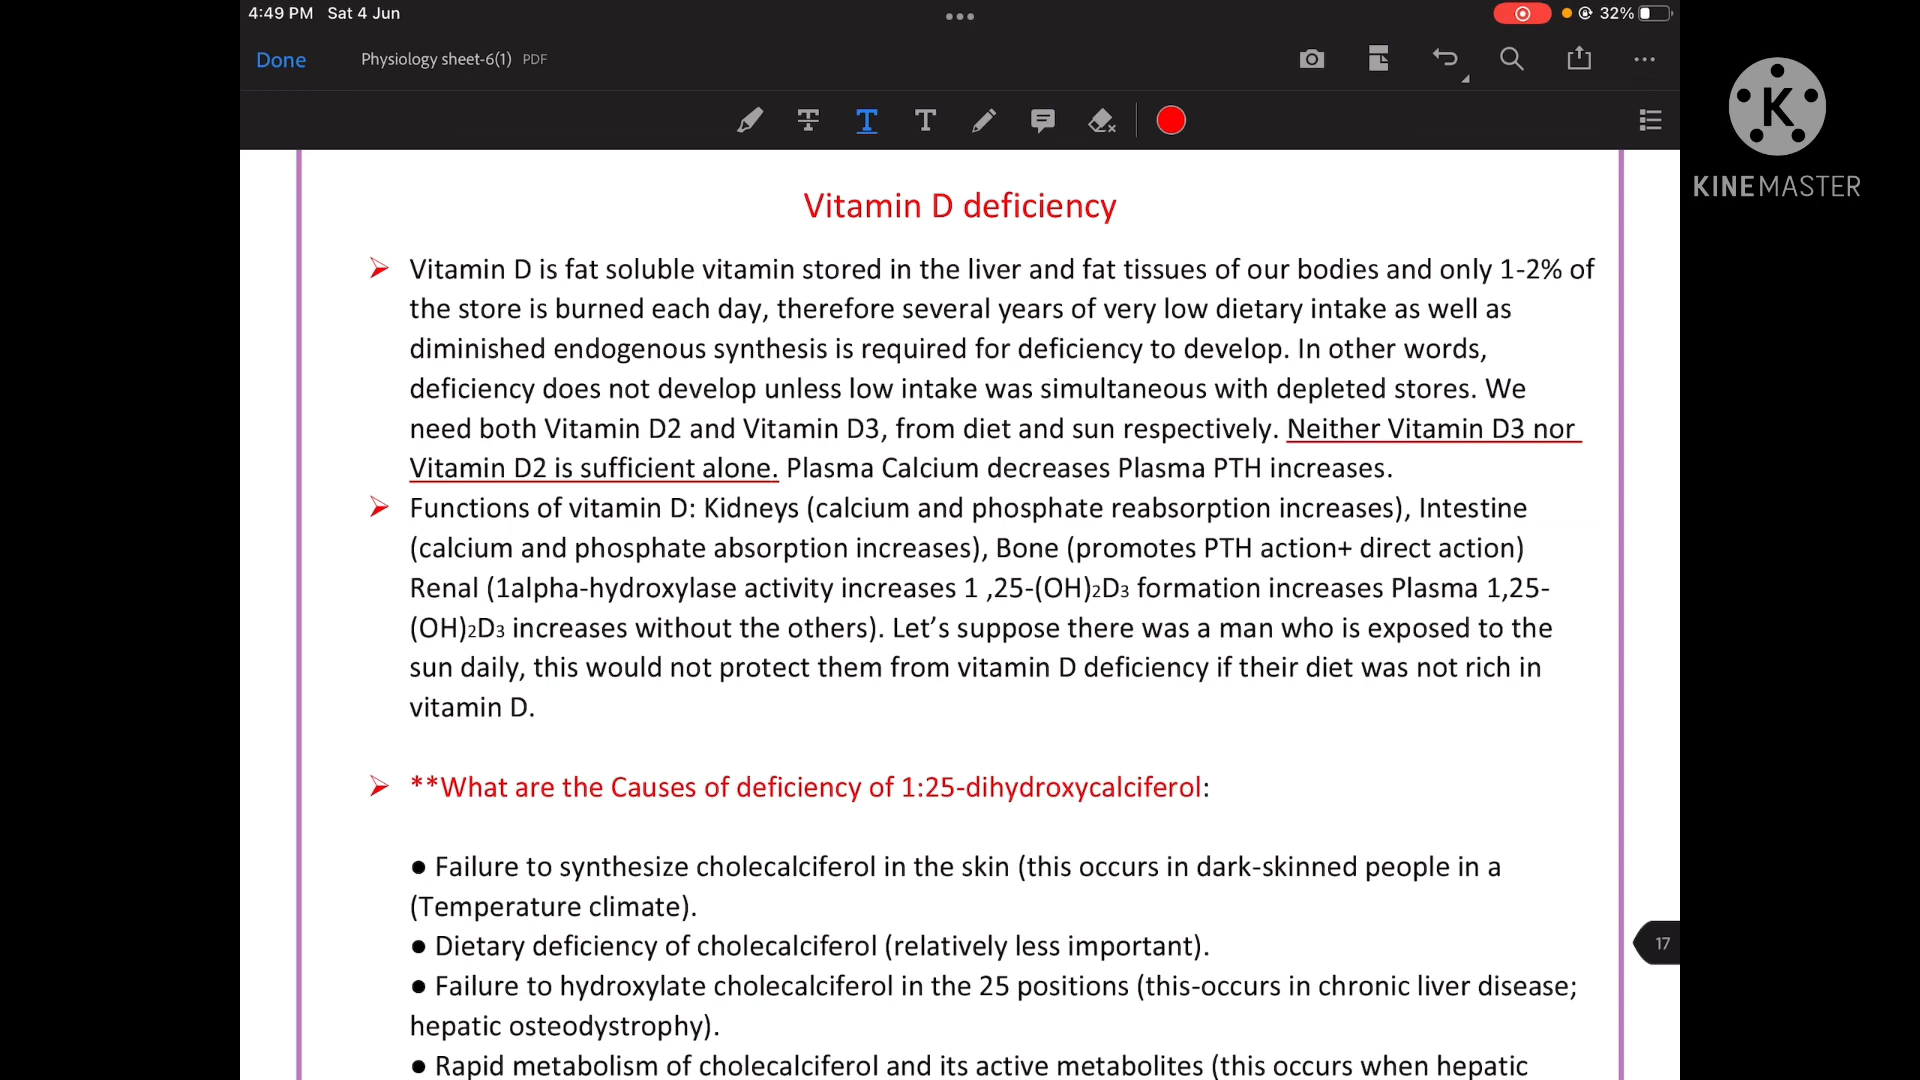 4:49 PM Sat 4 Jun
32%
Done
Physiology sheet-6(1) PDF
K
KINEMASTER
Vitamin D deficiency
Vitamin D is fat soluble vitamin stored in the liver and fat tissues of our bodies and only 1-2% of
the store is burned each day, therefore several years of very low dietary intake as well as
diminished endogenous synthesis is required for deficiency to develop. In other words,
deficiency does not develop unless low intake was simultaneous with depleted stores. We
need both Vitamin D2 and Vitamin D3, from diet and sun respectively. Neither Vitamin D3 nor
Vitamin D2 is sufficient alone. Plasma Calcium decreases Plasma PTH increases.
Functions of vitamin D: Kidneys (calcium and phosphate reabsorption increases), Intestine
(calcium and phosphate absorption increases), Bone (promotes PTH action+ direct action)
Renal (1alpha-hydroxylase activity increases 1 ,25-(OH)2D3 formation increases Plasma 1,25-
(OH)2D3 increases without the others). Let’s suppose there was a man who is exposed to the
sun daily, this would not protect them from vitamin D deficiency if their diet was not rich in
vitamin D.
**What are the Causes of deficiency of 1:25-dihydroxycalciferol:
● Failure to synthesize cholecalciferol in the skin (this occurs in dark-skinned people in a
(Temperature climate).
● Dietary deficiency of cholecalciferol (relatively less important).
17
● Failure to hydroxylate cholecalciferol in the 25 positions (this-occurs in chronic liver disease;
hepatic osteodystrophy).
● Rapid metabolism of cholecalciferol and its active metabolites (this occurs when hepatic